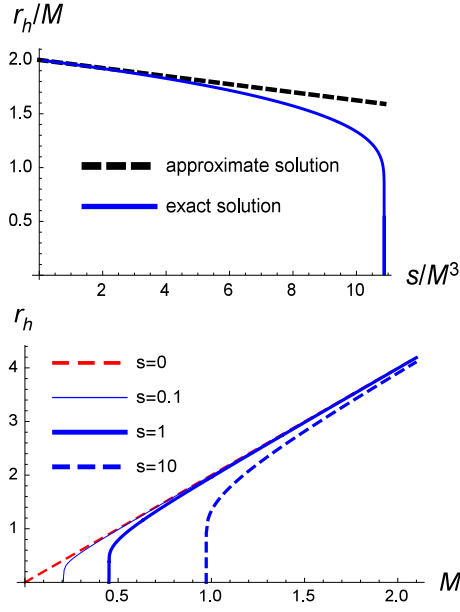 r_h/M
2.0
1.5
1.0
0.5
approximate solution
exact solution
2 4 6 8 10
s/M³
r_h
4
3
2
1
s=0
s=0.1
s=1
s=10
0.5 1.0 1.5 2.0
M